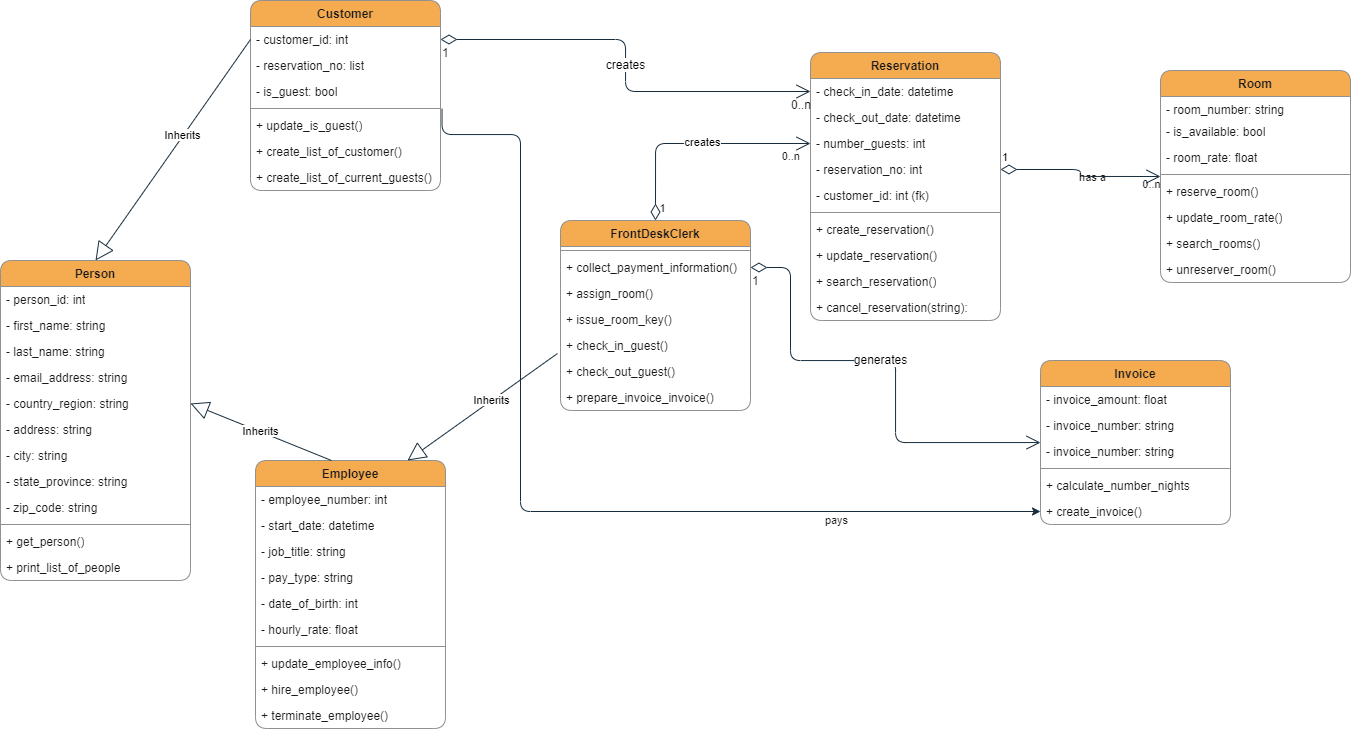 Customer
- customer_id: int
- reservation_no: list
- is_guest: bool
+ update_is_guest()
+ create_list_of_customer()
+ create_list_of_current_guests()
1
creates
0..n
Inherits
Reservation
- check_in_date: datetime
- check_out_date: datetime
- number_guests: int
- reservation_no: int
- customer_id: int (fk)
+ create_reservation()
+ update_reservation()
+ search_reservation()
+ cancel_reservation(string):
Room
- room_number: string
- is_available: bool
- room_rate: float
+ reserve_room()
+ update_room_rate()
+ search_rooms()
+ unreserver_room()
creates
0..n
1
1
has a
0..n
FrontDeskClerk
+ collect_payment_information()
+ assign_room()
+ issue_room_key()
+ check_in_guest()
+ check_out_guest()
+ prepare_invoice_invoice()
1
generates
Person
- person_id: int
- first_name: string
- last_name: string
- email_address: string
- country_region: string
- address: string
- city: string
- state_province: string
- zip_code: string
+ get_person()
+ print_list_of_people
Inherits
Inherits
Invoice
- invoice_amount: float
- invoice_number: string
- invoice_number: string
+ calculate_number_nights
+ create_invoice()
pays
Employee
- employee_number: int
- start_date: datetime
- job_title: string
- pay_type: string
- date_of_birth: int
- hourly_rate: float
+ update_employee_info()
+ hire_employee()
+ terminate_employee()